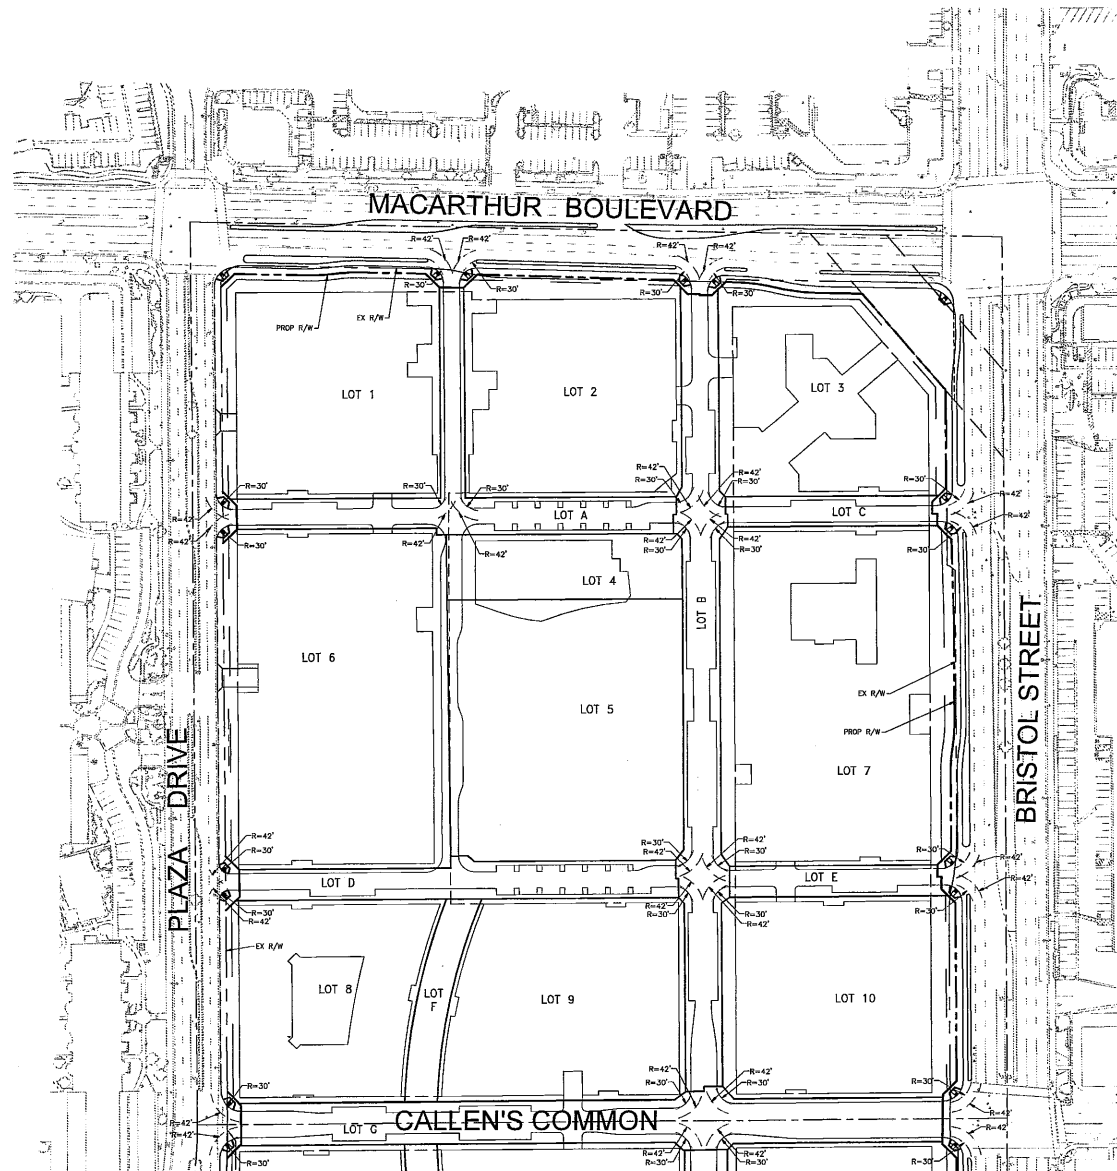 MACARTHUR BOULEVARD
R=42' R=42' R=42' R=42'
R=30' R=30' R=30' R=30'
PROP R/W
EX R/W
LOT 1
LOT 2
LOT 3
R=42' R=42'
R=30' R=30' R=30' R=30' R=30' R=30'
R=42'
LOT A
LOT C
R=42'
R=42'
R=42' R=42'
R=42' R=42'
R=30' R=30' R=30' R=30'
R=42'
LOT 4
LOT B
LOT 6
LOT 5
EX R/W
PROP R/W
LOT 7
PLAZA DRIVE
BRISTOL STREET
R=42' R=30' R=42' R=30'
R=30' R=42' R=30' R=42'
LOT D
LOT E
R=42'
R=30' R=42' R=42' R=30'
R=42' R=30' R=42' R=30'
EX R/W
LOT 8
LOT F
LOT 9
LOT 10
R=42' R=42'
R=30' R=30' R=30' R=30'
R=42' R=42'
LOT G
CALLEN'S COMMON
R=42' R=42'
R=30' R=42' R=42' R=30'
R=30' R=30'